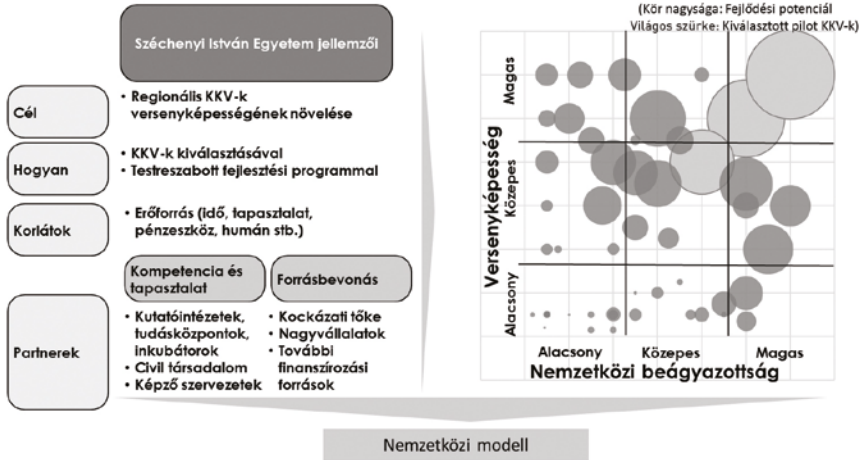 Széchenyi István Egyetem jellemzői
Cél
• Regionális KKV-k
versenyképességének növelése
Hogyan
• KKV-k kiválasztásával
• Testreszabott fejlesztési programmal
Korlátok
• Erőforrás (idő, tapasztalat,
pénzeszköz, humán stb.)
Partnerek
Kompetencia és
tapasztalat
• Kutatóintézetek,
tudásközpontok,
inkubátorok
• Civil társadalom
• Képző szervezetek
Forrásbevonás
• Kockázati tőke
• Nagyvállalatok
• További
finanszírozási
források
(Kör nagysága: Fejlődési potenciál
Világos szürke: Kiválasztott pilot KKV-k)
Versenyképesség
Magas
Közepes
Alacsony
Alacsony Közepes Magas
Nemzetközi beágyazottság
Nemzetközi modell